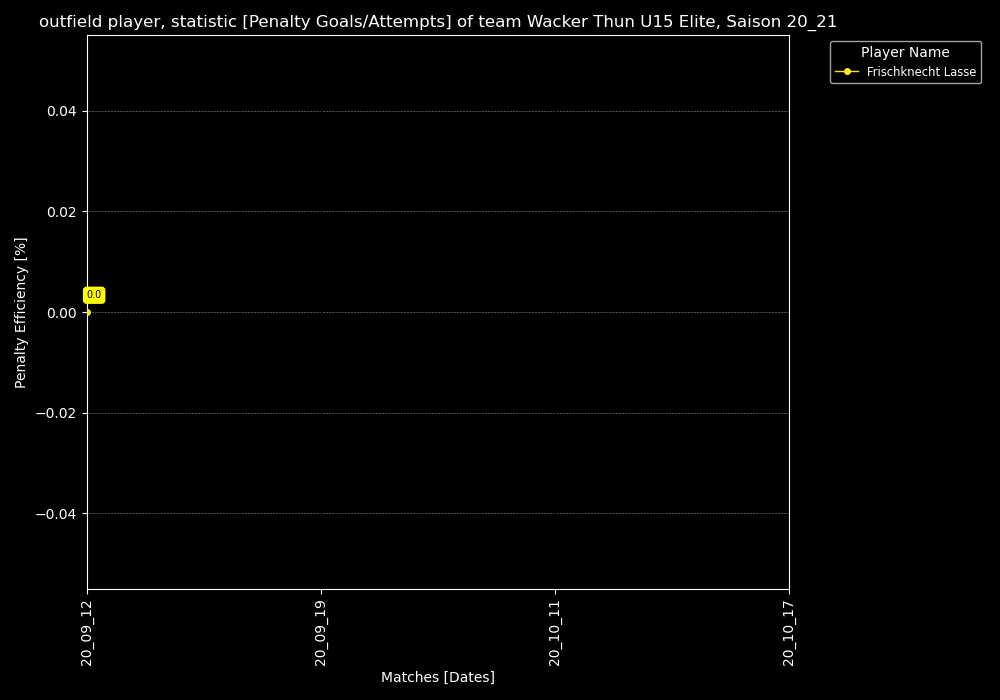 outfield player, statistic [Penalty Goals/Attempts] of team Wacker Thun U15 Elite, Saison 20_21
Player Name
Frischknecht Lasse
0.04
0.02
0.00
−0.02
−0.04
Penalty Efficiency [%]
0.0
20_09_12
20_09_19
20_10_11
20_10_17
Matches [Dates]